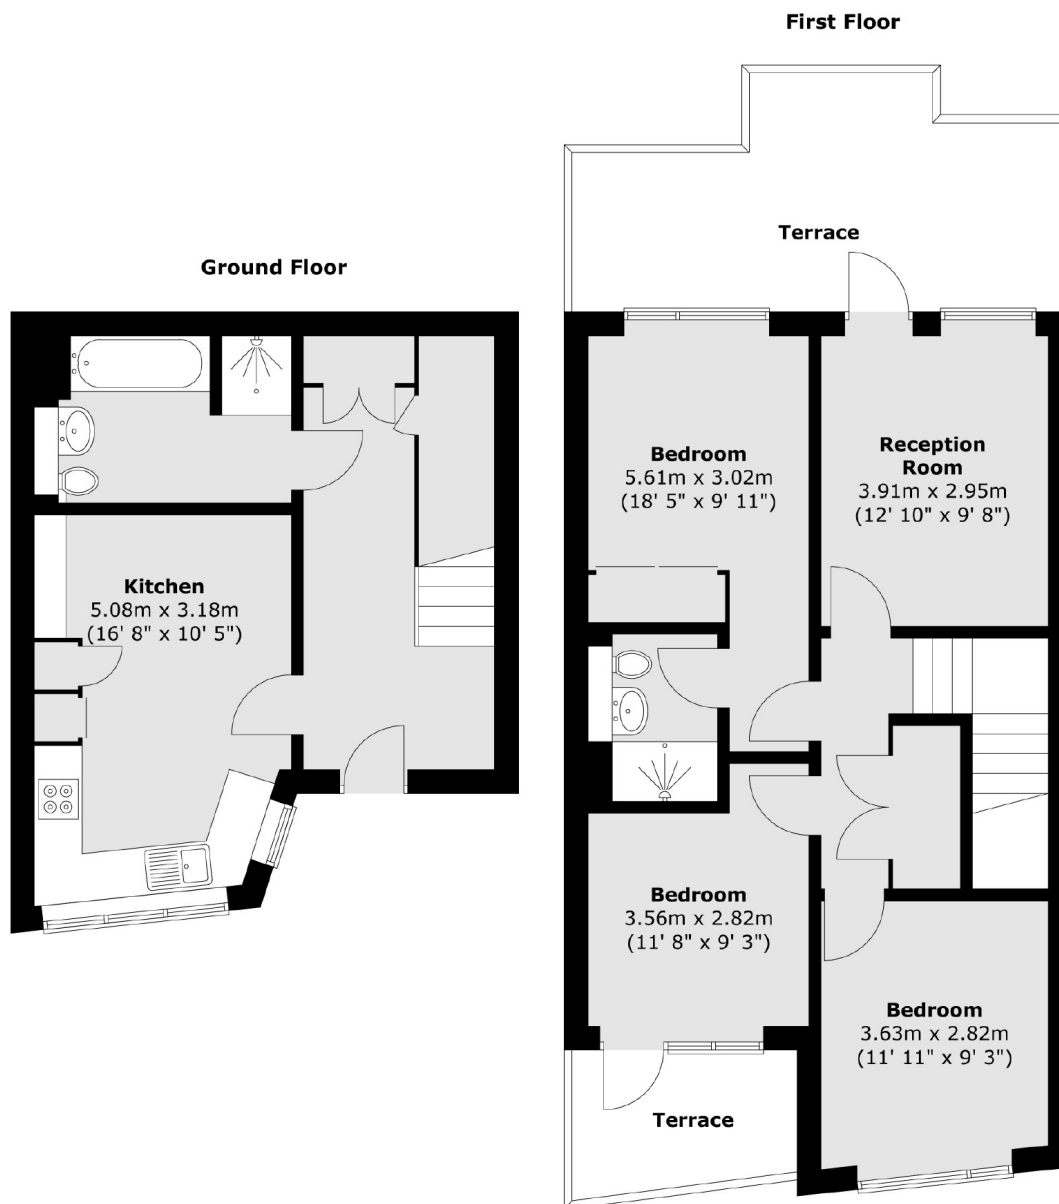 First Floor
Terrace
Ground Floor
Bedroom
5.61m x 3.02m
(18' 5" x 9' 11")
Reception
Room
3.91m x 2.95m
(12' 10" x 9' 8")
Kitchen
5.08m x 3.18m
(16' 8" x 10' 5")
Bedroom
3.56m x 2.82m
(11' 8" x 9' 3")
Bedroom
3.63m x 2.82m
(11' 11" x 9' 3")
Terrace